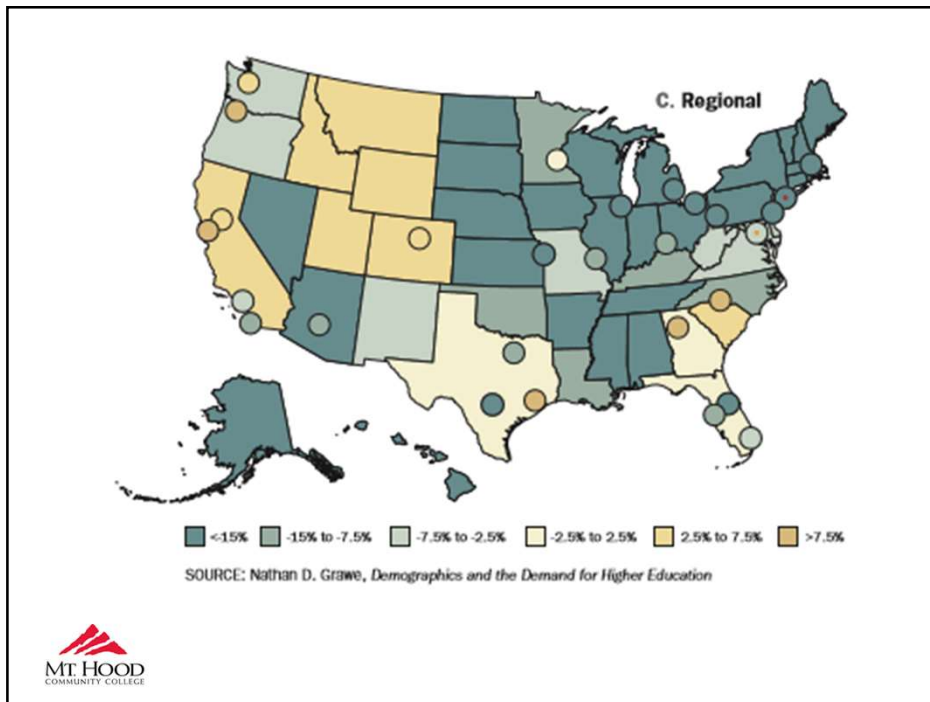 C. Regional
<-15% -15% to -7.5% -7.5% to -2.5% -2.5% to 2.5% 2.5% to 7.5% >7.5%
SOURCE: Nathan D. Grawe, Demographics and the Demand for Higher Education
MT. HOOD
COMMUNITY COLLEGE